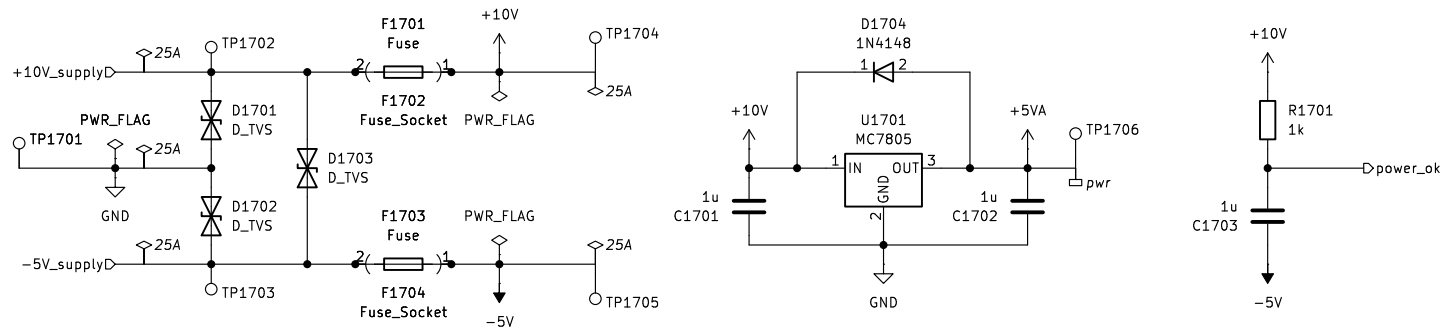 F1701
Fuse
+10V
TP1704
D1704
1N4148
+10V
25A
TP1702
+10V_supply
2
1
1
2
25A
F1702
Fuse_Socket
PWR_FLAG
D1701
D_TVS
PWR_FLAG
TP1701
25A
GND
D1703
D_TVS
D1702
D_TVS
F1703
Fuse
PWR_FLAG
25A
25A
-5V_supply
2
1
TP1703
F1704
Fuse_Socket
-5V
TP1705
+10V
U1701
MC7805
+5VA
TP1706
1
IN
OUT
3
GND
2
pwr
1u
C1701
1u
C1702
GND
R1701
1k
power_ok
1u
C1703
-5V